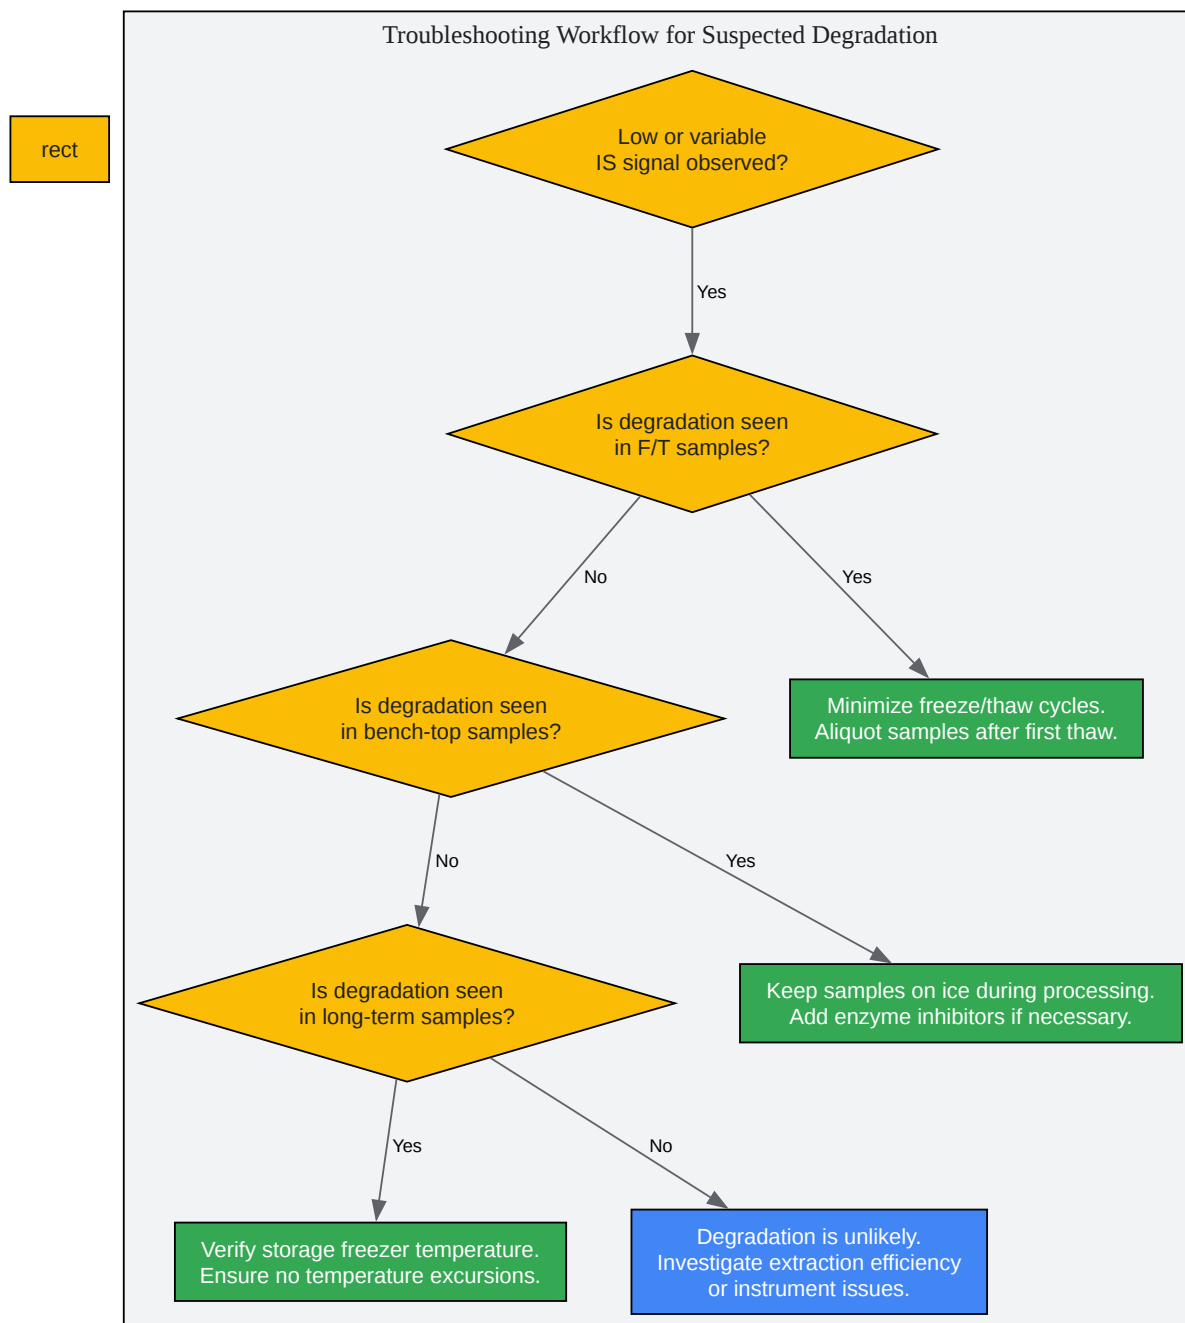 Troubleshooting Workflow for Suspected Degradation
rect
Low or variable
IS signal observed?
Yes
Is degradation seen
in F/T samples?
No
Yes
Is degradation seen
in bench-top samples?
Minimize freeze/thaw cycles.
Aliquot samples after first thaw.
No
Yes
Is degradation seen
in long-term samples?
Keep samples on ice during processing.
Add enzyme inhibitors if necessary.
Yes
No
Verify storage freezer temperature.
Ensure no temperature excursions.
Degradation is unlikely.
Investigate extraction efficiency
or instrument issues.